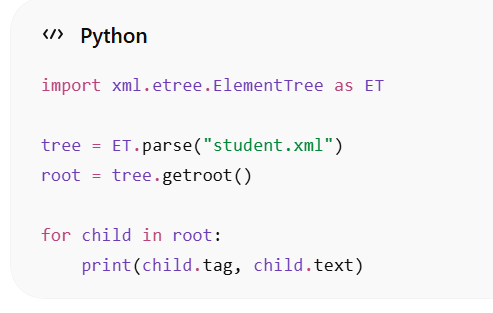 </> Python
import xml.etree.ElementTree as ET
tree = ET.parse("student.xml")
root = tree.getroot()
for child in root:
    print(child.tag, child.text)